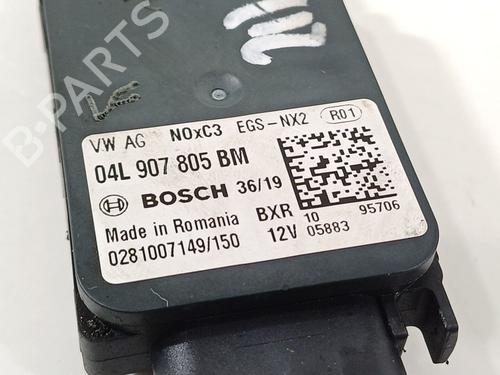 B-PARTS
VW AG NOxC3 EGS-NX2 R01
04L 907 805 BM
BOSCH 36/19
Made in Romania BXR 10 95706
0281007149/150 12V 05883